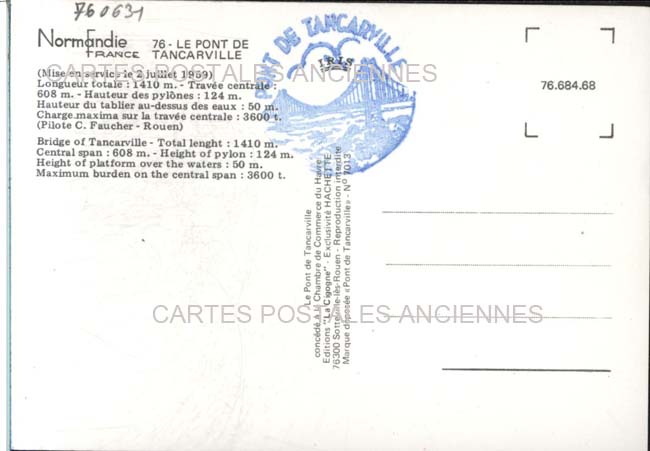 760631
Normandie
FRANCE
76 - LE PONT DE
TANCARVILLE
(Mise en service le 2 juillet 1959)
Longueur totale : 1410 m. - Travée centrale :
608 m. - Hauteur des pylônes : 124 m.
Hauteur du tablier au-dessus des eaux : 50 m.
Charge maxima sur la travée centrale : 3600 t.
(Pilote C. Faucher - Rouen)
Bridge of Tancarville - Total lenght : 1410 m.
Central span : 608 m. - Height of pylon : 124 m.
Height of platform over the waters : 50 m.
Maximum burden on the central span : 3600 t.
PONT DE TANCARVILLE
IRIS
76.684.68
Le Pont de Tancarville
concédé à la Chambre de Commerce du Havre
Editions "La Cigogne" - Exclusivité HACHETTE
76300 Sotteville-lès-Rouen - Reproduction interdite
Marque déposée «Pont de Tancarville» - N° 7013
CARTES POSTALES ANCIENNES
CARTES POSTALES ANCIENNES